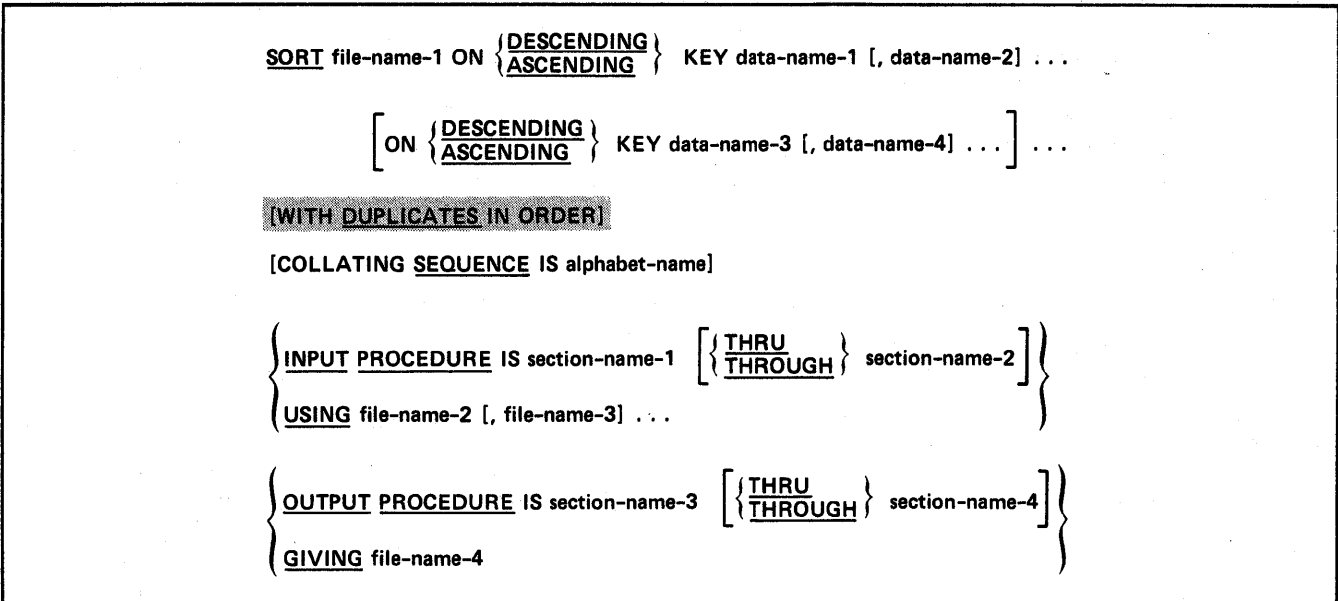 SORT file-name-1 ON {DESCENDING
ASCENDING} KEY data-name-1 [, data-name-2] ...
[ON {DESCENDING
ASCENDING} KEY data-name-3 [, data-name-4] ...] ...
[WITH DUPLICATES IN ORDER]
[COLLATING SEQUENCE IS alphabet-name]
{INPUT PROCEDURE IS section-name-1 [{THRU
THROUGH} section-name-2]
USING file-name-2 [, file-name-3] ...}
{OUTPUT PROCEDURE IS section-name-3 [{THRU
THROUGH} section-name-4]
GIVING file-name-4}